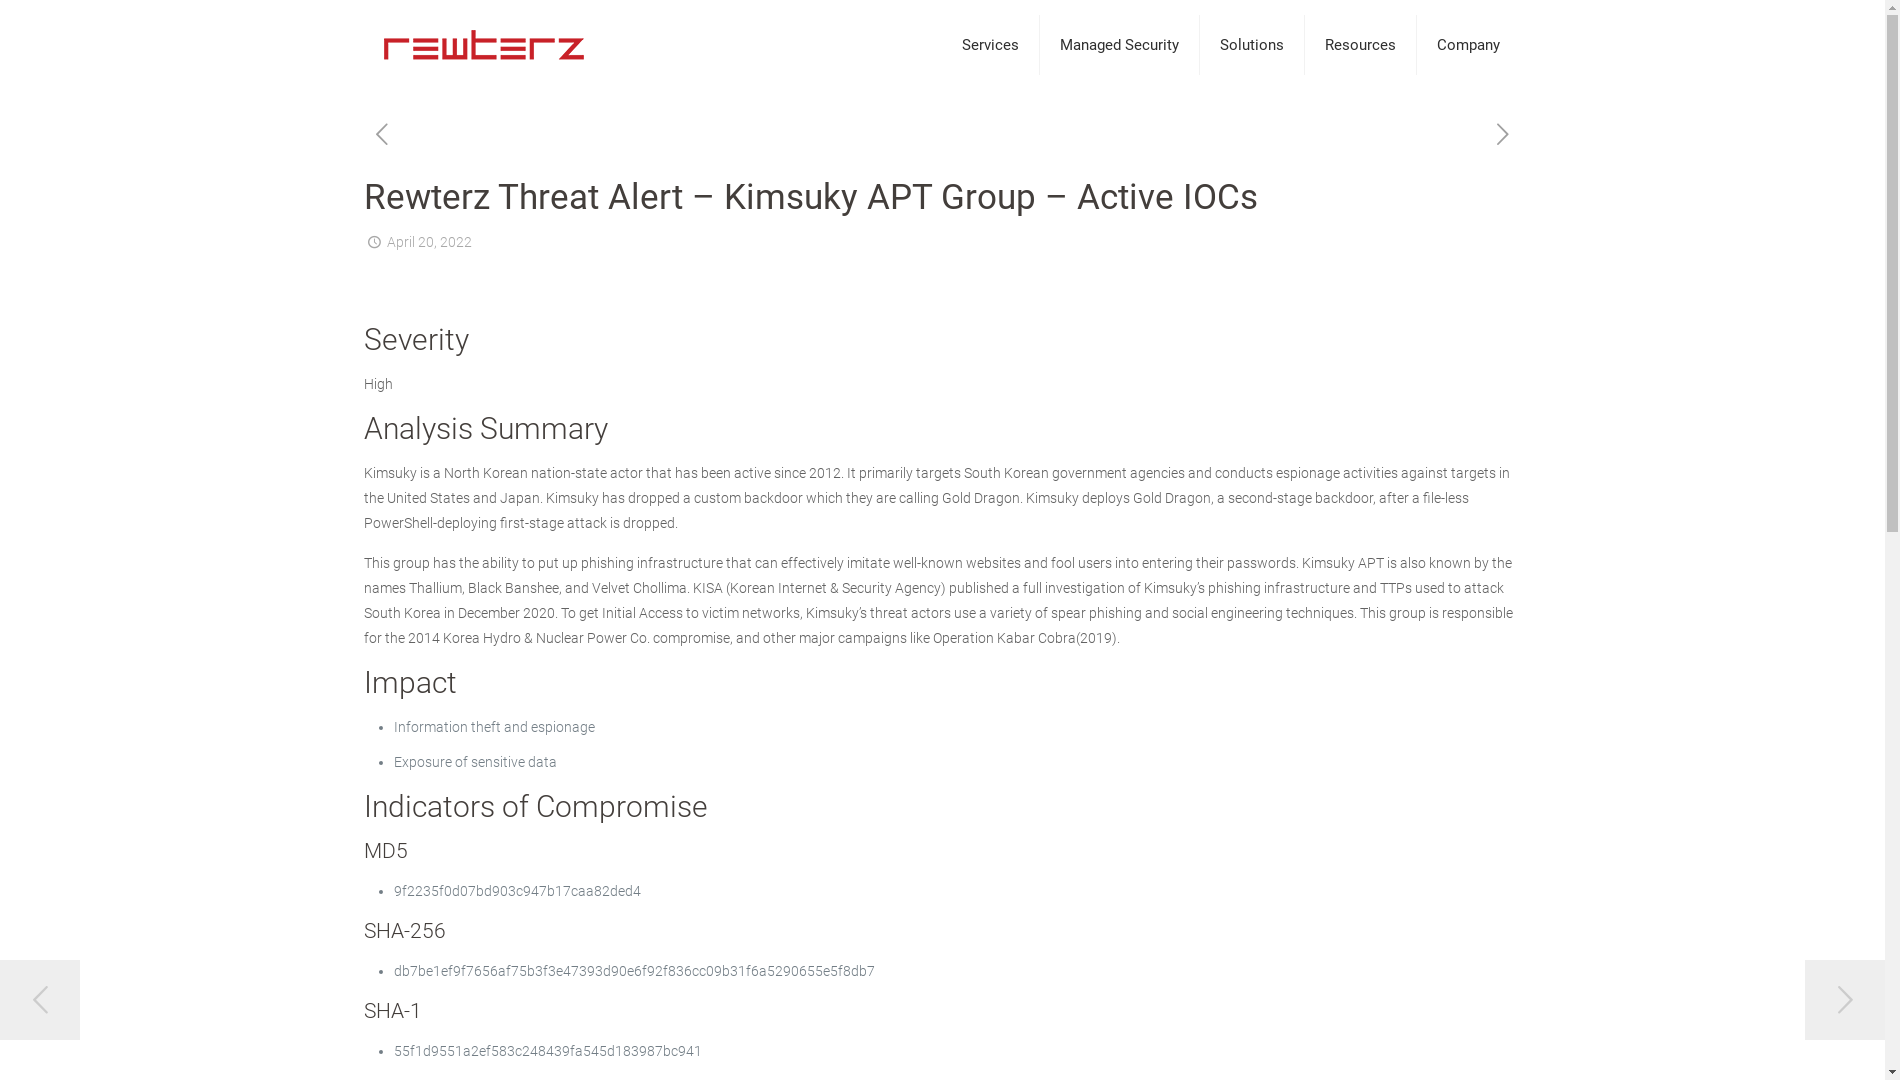 rewterz
Services
Managed Security
Solutions
Resources
Company
Rewterz Threat Alert – Kimsuky APT Group – Active IOCs
April 20, 2022
Severity
High
Analysis Summary
Kimsuky is a North Korean nation-state actor that has been active since 2012. It primarily targets South Korean government agencies and conducts espionage activities against targets in
the United States and Japan. Kimsuky has dropped a custom backdoor which they are calling Gold Dragon. Kimsuky deploys Gold Dragon, a second-stage backdoor, after a file-less
PowerShell-deploying first-stage attack is dropped.
This group has the ability to put up phishing infrastructure that can effectively imitate well-known websites and fool users into entering their passwords. Kimsuky APT is also known by the
names Thallium, Black Banshee, and Velvet Chollima. KISA (Korean Internet & Security Agency) published a full investigation of Kimsuky’s phishing infrastructure and TTPs used to attack
South Korea in December 2020. To get Initial Access to victim networks, Kimsuky’s threat actors use a variety of spear phishing and social engineering techniques. This group is responsible
for the 2014 Korea Hydro & Nuclear Power Co. compromise, and other major campaigns like Operation Kabar Cobra(2019).
Impact
• Information theft and espionage
• Exposure of sensitive data
Indicators of Compromise
MD5
• 9f2235f0d07bd903c947b17caa82ded4
SHA-256
• db7be1ef9f7656af75b3f3e47393d90e6f92f836cc09b31f6a5290655e5f8db7
SHA-1
• 55f1d9551a2ef583c248439fa545d183987bc941